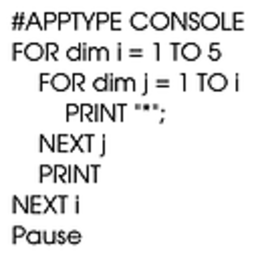 #APPTYPE CONSOLE
FOR dim i = 1 TO 5
FOR dim j = 1 TO i
PRINT "*";
NEXT j
PRINT
NEXT i
Pause